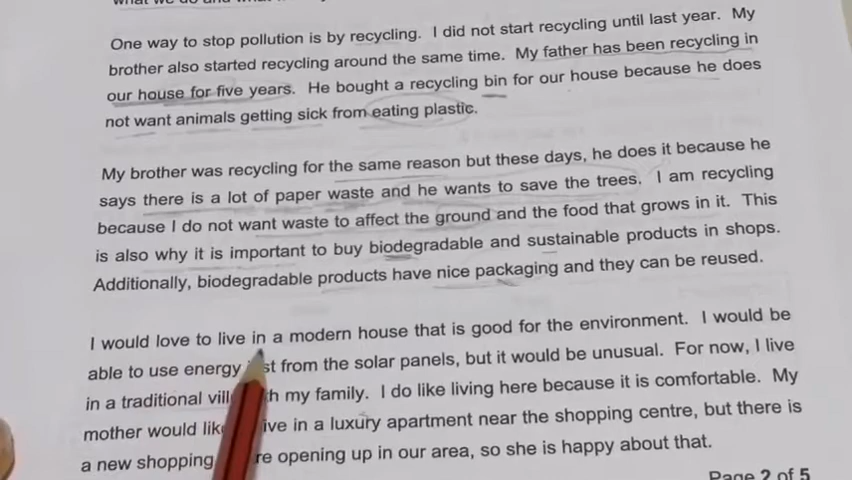 One way to stop pollution is by recycling. I did not start recycling until last year. My
brother also started recycling around the same time. My father has been recycling in
our house for five years. He bought a recycling bin for our house because he does
not want animals getting sick from eating plastic.
My brother was recycling for the same reason but these days, he does it because he
says there is a lot of paper waste and he wants to save the trees. I am recycling
because I do not want waste to affect the ground and the food that grows in it. This
is also why it is important to buy biodegradable and sustainable products in shops.
Additionally, biodegradable products have nice packaging and they can be reused.
I would love to live in a modern house that is good for the environment. I would be
able to use energy from the solar panels, but it would be unusual. For now, I live
in a traditional my family. I do like living here because it is comfortable. My
mother would in a luxury apartment near the shopping centre, but there is
a new shopping opening up in our area, so she is happy about that.
Page 2 of 5